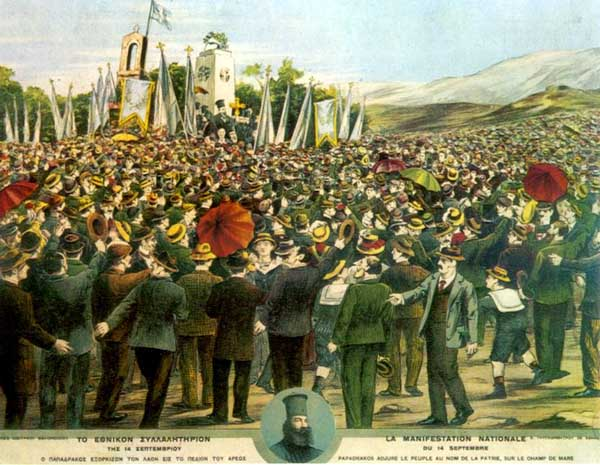 ΤΟ ΕΘΝΙΚΟΝ ΣΥΛΛΑΛΗΤΗΡΙΟΝ
ΤΗΣ 14 ΣΕΠΤΕΜΒΡΙΟΥ
Ο ΠΑΠΑΔΡΑΚΟΣ ΕΞΟΡΚΙΖΩΝ ΤΟΝ ΛΑΟΝ ΕΙΣ ΤΟ ΠΕΔΙΟΝ ΤΟΥ ΑΡΕΩΣ
LA MANIFESTATION NATIONALE
DU 14 SEPTEMBRE
PAPADRAKOS ADJURE LE PEUPLE AU NOM DE LA PATRIE, SUR LE CHAMP DE MARS